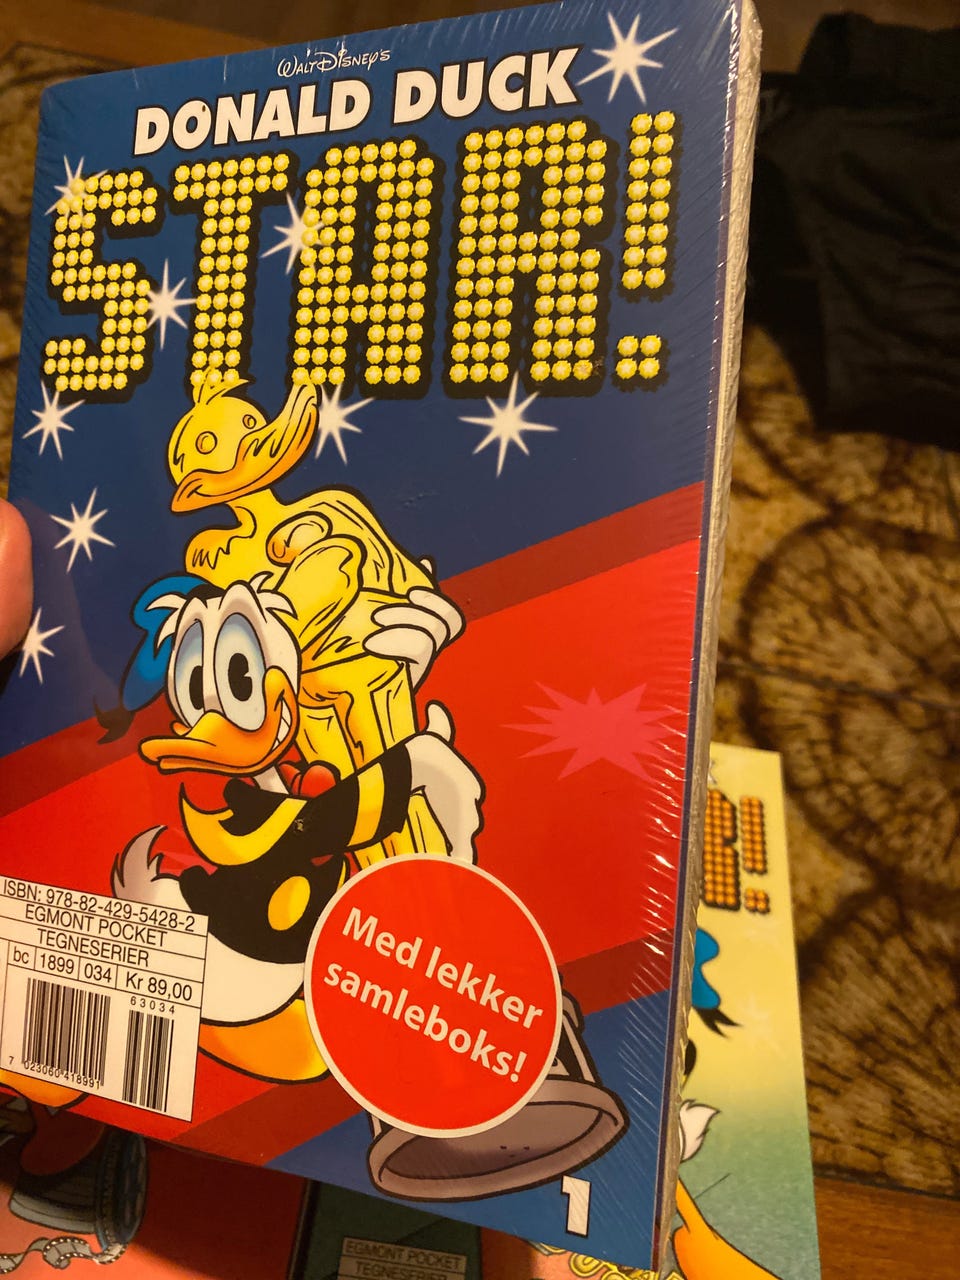 WALT DISNEY'S
DONALD DUCK
STAR!
ISBN: 978-82-429-5428-2
EGMONT POCKET
TEGNESERIER
bc 1899 034 Kr 89,00
63034
7 023060 418991
Med lekker
samleboks!
1
R!
EGMONT POCKET
TEGNESERIER